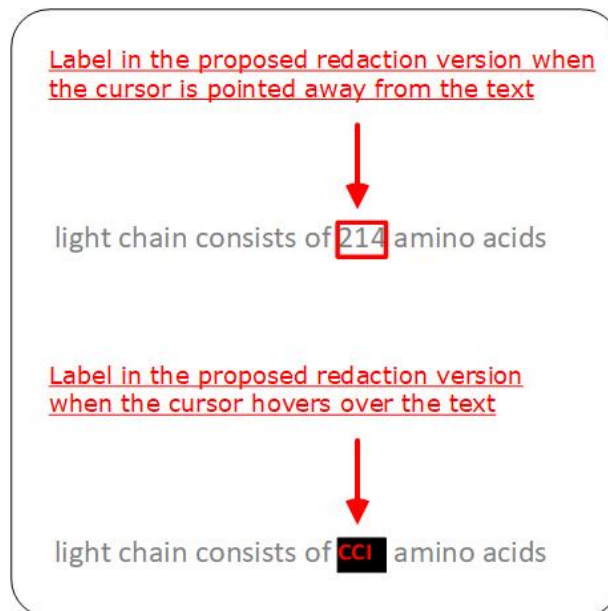 Label in the proposed redaction version when
the cursor is pointed away from the text
light chain consists of 214 amino acids
Label in the proposed redaction version
when the cursor hovers over the text
light chain consists of CCI amino acids